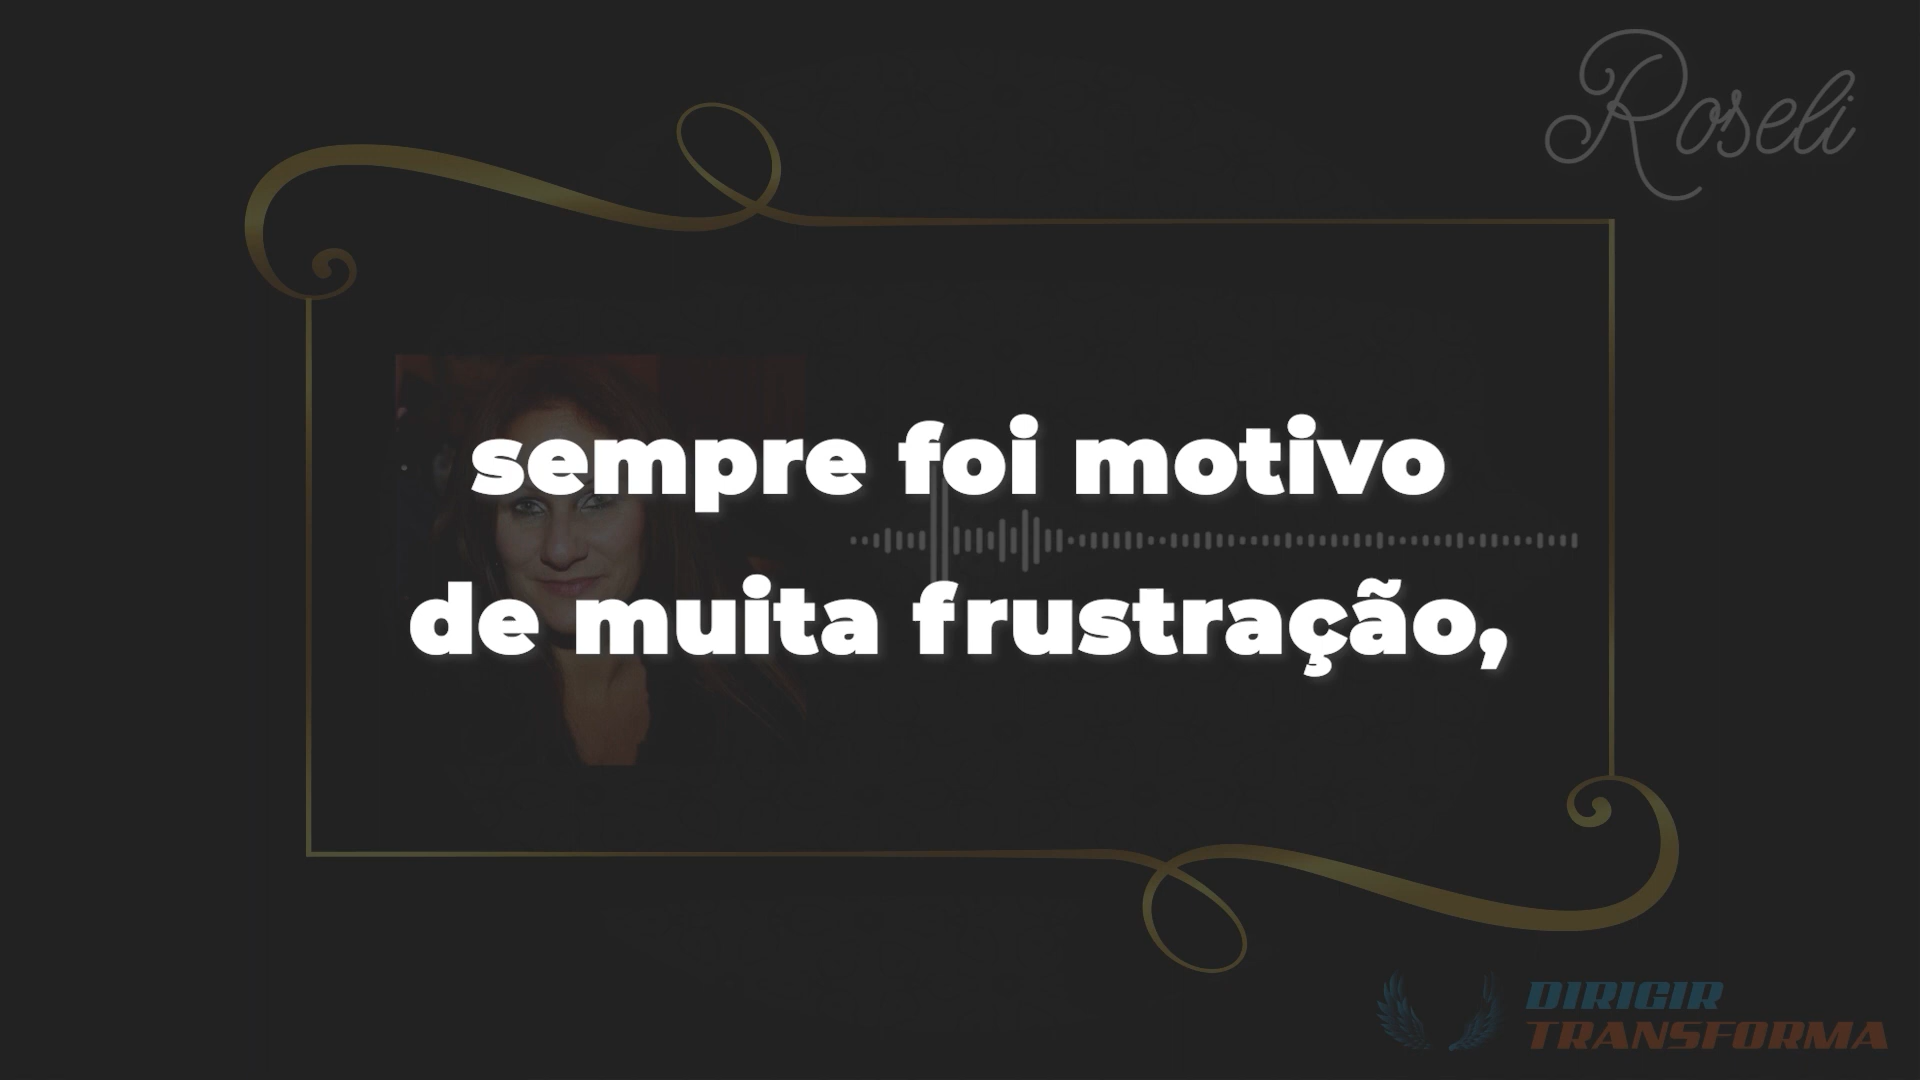 Roseli
sempre foi motivo
de muita frustração,
DIRIGIR
TRANSFORMA